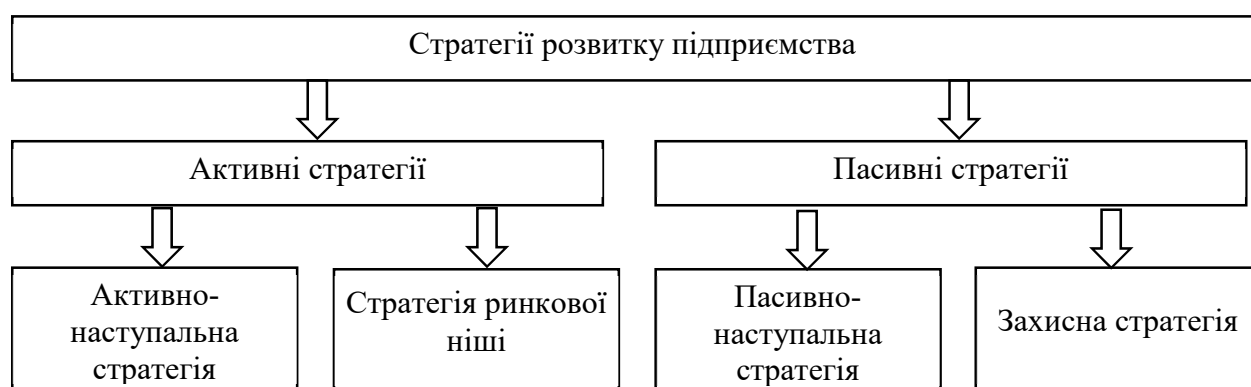 Стратегії розвитку підприємства
Активні стратегії
Пасивні стратегії
Активно-
наступальна
стратегія
Стратегія ринкової
ніші
Пасивно-
наступальна
стратегія
Захисна стратегія